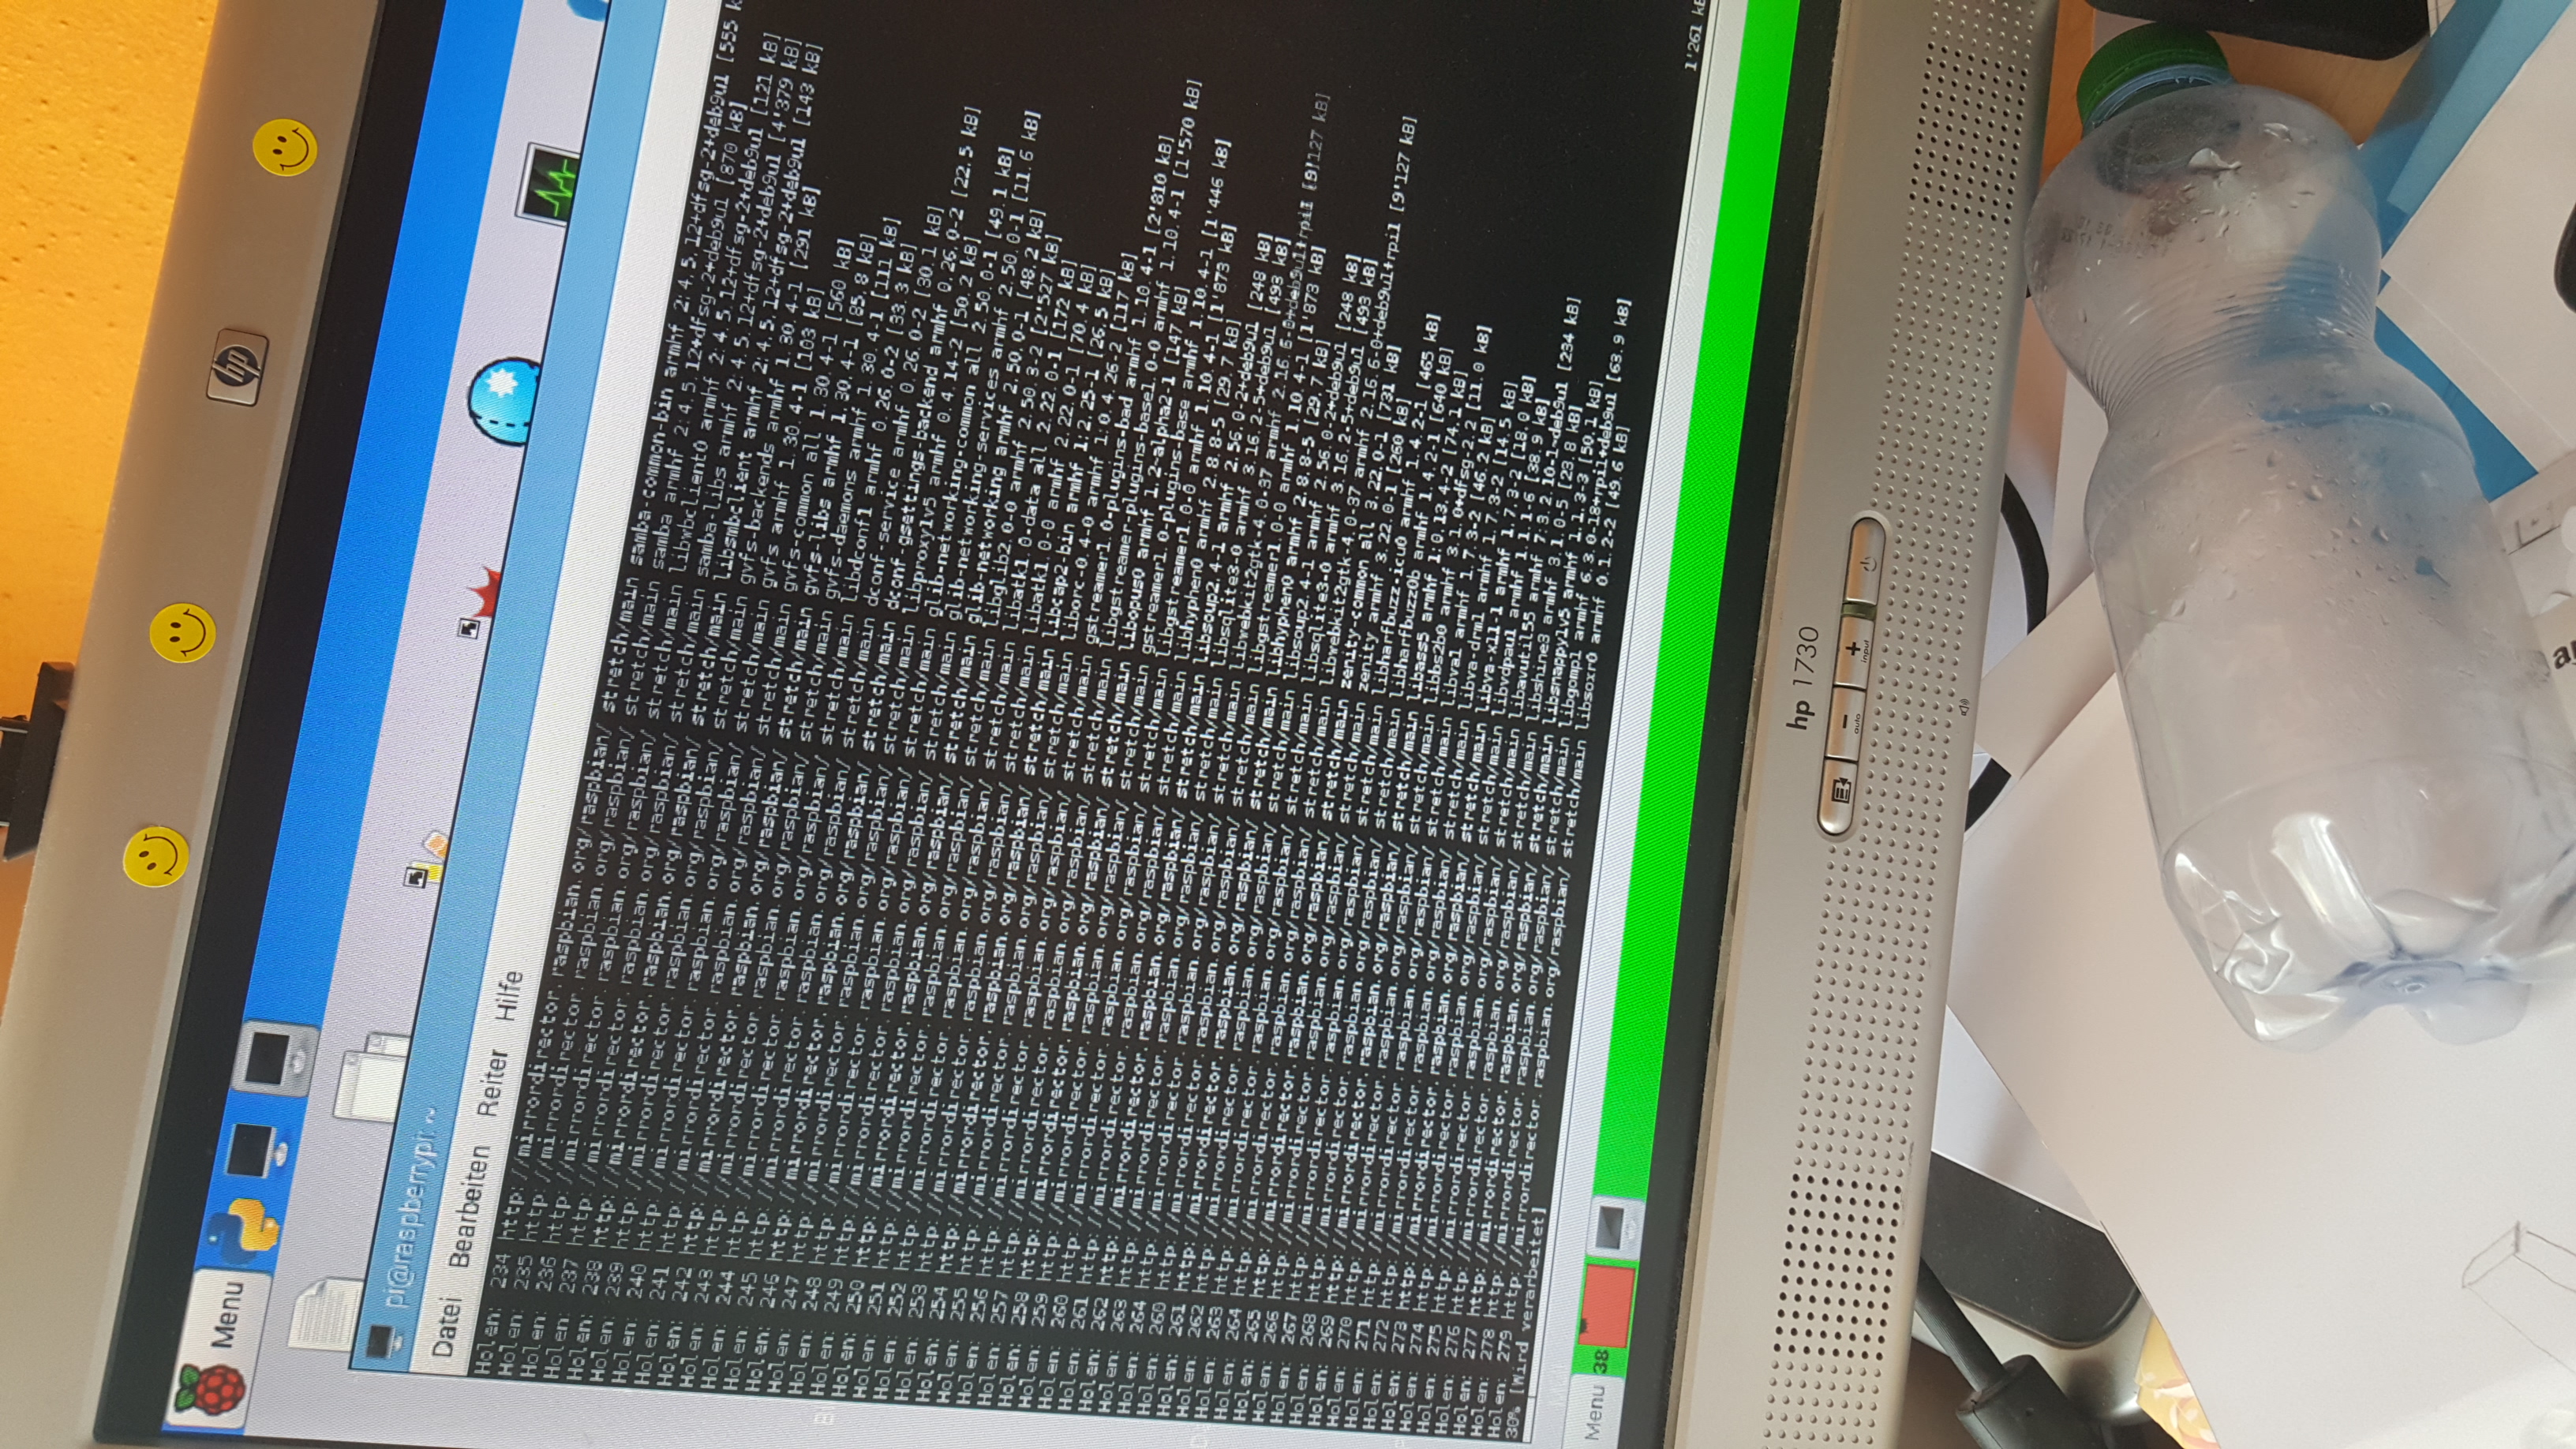 Menu
pi@raspberrypi: ~
Datei Bearbeiten Reiter Hilfe
Holen: 234 http://mirrordirector.raspbian.org/raspbian/ stretch/main samba-common-bin armhf 2:4.5.12+dfsg-2+deb9u1 [555 k
Holen: 235 http://mirrordirector.raspbian.org/raspbian/ stretch/main samba armhf 2:4.5.12+dfsg-2+deb9u1 [870 kB]
Holen: 236 http://mirrordirector.raspbian.org/raspbian/ stretch/main libwbclient0 armhf 2:4.5.12+dfsg-2+deb9u1 [121 kB]
Holen: 237 http://mirrordirector.raspbian.org/raspbian/ stretch/main samba-libs armhf 2:4.5.12+dfsg-2+deb9u1 [4'379 kB]
Holen: 238 http://mirrordirector.raspbian.org/raspbian/ stretch/main libsmbclient armhf 2:4.5.12+dfsg-2+deb9u1 [143 kB]
Holen: 239 http://mirrordirector.raspbian.org/raspbian/ stretch/main gvfs-backends armhf 1.30.4-1 [291 kB]
Holen: 240 http://mirrordirector.raspbian.org/raspbian/ stretch/main gvfs armhf 1.30.4-1 [103 kB]
Holen: 241 http://mirrordirector.raspbian.org/raspbian/ stretch/main gvfs-common all 1.30.4-1 [560 kB]
Holen: 242 http://mirrordirector.raspbian.org/raspbian/ stretch/main gvfs-libs armhf 1.30.4-1 [85.8 kB]
Holen: 243 http://mirrordirector.raspbian.org/raspbian/ stretch/main gvfs-daemons armhf 1.30.4-1 [111 kB]
Holen: 244 http://mirrordirector.raspbian.org/raspbian/ stretch/main libdconf1 armhf 0.26.0-2 [33.3 kB]
Holen: 245 http://mirrordirector.raspbian.org/raspbian/ stretch/main dconf-service armhf 0.26.0-2 [30.1 kB]
Holen: 246 http://mirrordirector.raspbian.org/raspbian/ stretch/main dconf-gsettings-backend armhf 0.26.0-2 [22.5 kB]
Holen: 247 http://mirrordirector.raspbian.org/raspbian/ stretch/main libproxy1v5 armhf 0.4.14-2 [50.2 kB]
Holen: 248 http://mirrordirector.raspbian.org/raspbian/ stretch/main glib-networking-common all 2.50.0-1 [49.1 kB]
Holen: 249 http://mirrordirector.raspbian.org/raspbian/ stretch/main glib-networking-services armhf 2.50.0-1 [11.6 kB]
Holen: 250 http://mirrordirector.raspbian.org/raspbian/ stretch/main glib-networking armhf 2.50.0-1 [48.2 kB]
Holen: 251 http://mirrordirector.raspbian.org/raspbian/ stretch/main libglib2.0-0 armhf 2.50.3-2 [2'527 kB]
Holen: 252 http://mirrordirector.raspbian.org/raspbian/ stretch/main libatk1.0-data all 2.22.0-1 [172 kB]
Holen: 253 http://mirrordirector.raspbian.org/raspbian/ stretch/main libatk1.0-0 armhf 2.22.0-1 [70.4 kB]
Holen: 254 http://mirrordirector.raspbian.org/raspbian/ stretch/main libcap2-bin armhf 1:2.25-1 [26.5 kB]
Holen: 255 http://mirrordirector.raspbian.org/raspbian/ stretch/main liborc-0.4-0 armhf 1:0.4.26-2 [117 kB]
Holen: 256 http://mirrordirector.raspbian.org/raspbian/ stretch/main gstreamer1.0-plugins-bad armhf 1.10.4-1 [2'810 kB]
Holen: 257 http://mirrordirector.raspbian.org/raspbian/ stretch/main libgstreamer-plugins-base1.0-0 armhf 1.10.4-1 [1'570 kB]
Holen: 258 http://mirrordirector.raspbian.org/raspbian/ stretch/main libopus0 armhf 1.2~alpha2-1 [147 kB]
Holen: 259 http://mirrordirector.raspbian.org/raspbian/ stretch/main gstreamer1.0-plugins-base armhf 1.10.4-1 [1'446 kB]
Holen: 260 http://mirrordirector.raspbian.org/raspbian/ stretch/main libgstreamer1.0-0 armhf 1.10.4-1 [1'873 kB]
Holen: 261 http://mirrordirector.raspbian.org/raspbian/ stretch/main libhyphen0 armhf 2.8.8-5 [29.7 kB]
Holen: 262 http://mirrordirector.raspbian.org/raspbian/ stretch/main libsoup2.4-1 armhf 2.56.0-2+deb9u1 [248 kB]
Holen: 263 http://mirrordirector.raspbian.org/raspbian/ stretch/main libsqlite3-0 armhf 3.16.2-5+deb9u1 [493 kB]
Holen: 264 http://mirrordirector.raspbian.org/raspbian/ stretch/main libwebkit2gtk-4.0-37 armhf 2.16.6-0+deb9u1+rpi1 [9'127 kB]
Holen: 260 http://mirrordirector.raspbian.org/raspbian/ stretch/main libgstreamer1.0-0 armhf 1.10.4-1 [1'873 kB]
Holen: 261 http://mirrordirector.raspbian.org/raspbian/ stretch/main libhyphen0 armhf 2.8.8-5 [29.7 kB]
Holen: 262 http://mirrordirector.raspbian.org/raspbian/ stretch/main libsoup2.4-1 armhf 2.56.0-2+deb9u1 [248 kB]
Holen: 263 http://mirrordirector.raspbian.org/raspbian/ stretch/main libsqlite3-0 armhf 3.16.2-5+deb9u1 [493 kB]
Holen: 264 http://mirrordirector.raspbian.org/raspbian/ stretch/main libwebkit2gtk-4.0-37 armhf 2.16.6-0+deb9u1+rpi1 [9'127 kB]
Holen: 265 http://mirrordirector.raspbian.org/raspbian/ stretch/main zenity-common all 3.22.0-1 [731 kB]
Holen: 266 http://mirrordirector.raspbian.org/raspbian/ stretch/main zenity armhf 3.22.0-1 [260 kB]
Holen: 267 http://mirrordirector.raspbian.org/raspbian/ stretch/main libharfbuzz-icu0 armhf 1.4.2-1 [465 kB]
Holen: 268 http://mirrordirector.raspbian.org/raspbian/ stretch/main libharfbuzz0b armhf 1.4.2-1 [640 kB]
Holen: 269 http://mirrordirector.raspbian.org/raspbian/ stretch/main libass5 armhf 1:0.13.4-2 [74.1 kB]
Holen: 270 http://mirrordirector.raspbian.org/raspbian/ stretch/main libbs2b0 armhf 3.1.0+dfsg-2.2 [11.0 kB]
Holen: 271 http://mirrordirector.raspbian.org/raspbian/ stretch/main libva1 armhf 1.7.3-2 [46.2 kB]
Holen: 272 http://mirrordirector.raspbian.org/raspbian/ stretch/main libva-drm1 armhf 1.7.3-2 [14.5 kB]
Holen: 273 http://mirrordirector.raspbian.org/raspbian/ stretch/main libva-x11-1 armhf 1.7.3-2 [18.0 kB]
Holen: 274 http://mirrordirector.raspbian.org/raspbian/ stretch/main libvdpau1 armhf 1.1.1-6 [38.9 kB]
Holen: 275 http://mirrordirector.raspbian.org/raspbian/ stretch/main libavutil55 armhf 7:3.2.10-1~deb9u1 [234 kB]
Holen: 276 http://mirrordirector.raspbian.org/raspbian/ stretch/main libshine3 armhf 3.1.0-5 [23.8 kB]
Holen: 277 http://mirrordirector.raspbian.org/raspbian/ stretch/main libsnappy1v5 armhf 1.1.3-3 [50.1 kB]
Holen: 278 http://mirrordirector.raspbian.org/raspbian/ stretch/main libgomp1 armhf 6.3.0-18+rpi1+deb9u1 [63.9 kB]
Holen: 279 http://mirrordirector.raspbian.org/raspbian/ stretch/main libsoxr0 armhf 0.1.2-2 [49.6 kB]
38% [Wird verarbeitet] 1'261 kB
Menu 38
hp
hp 1730
auto
input